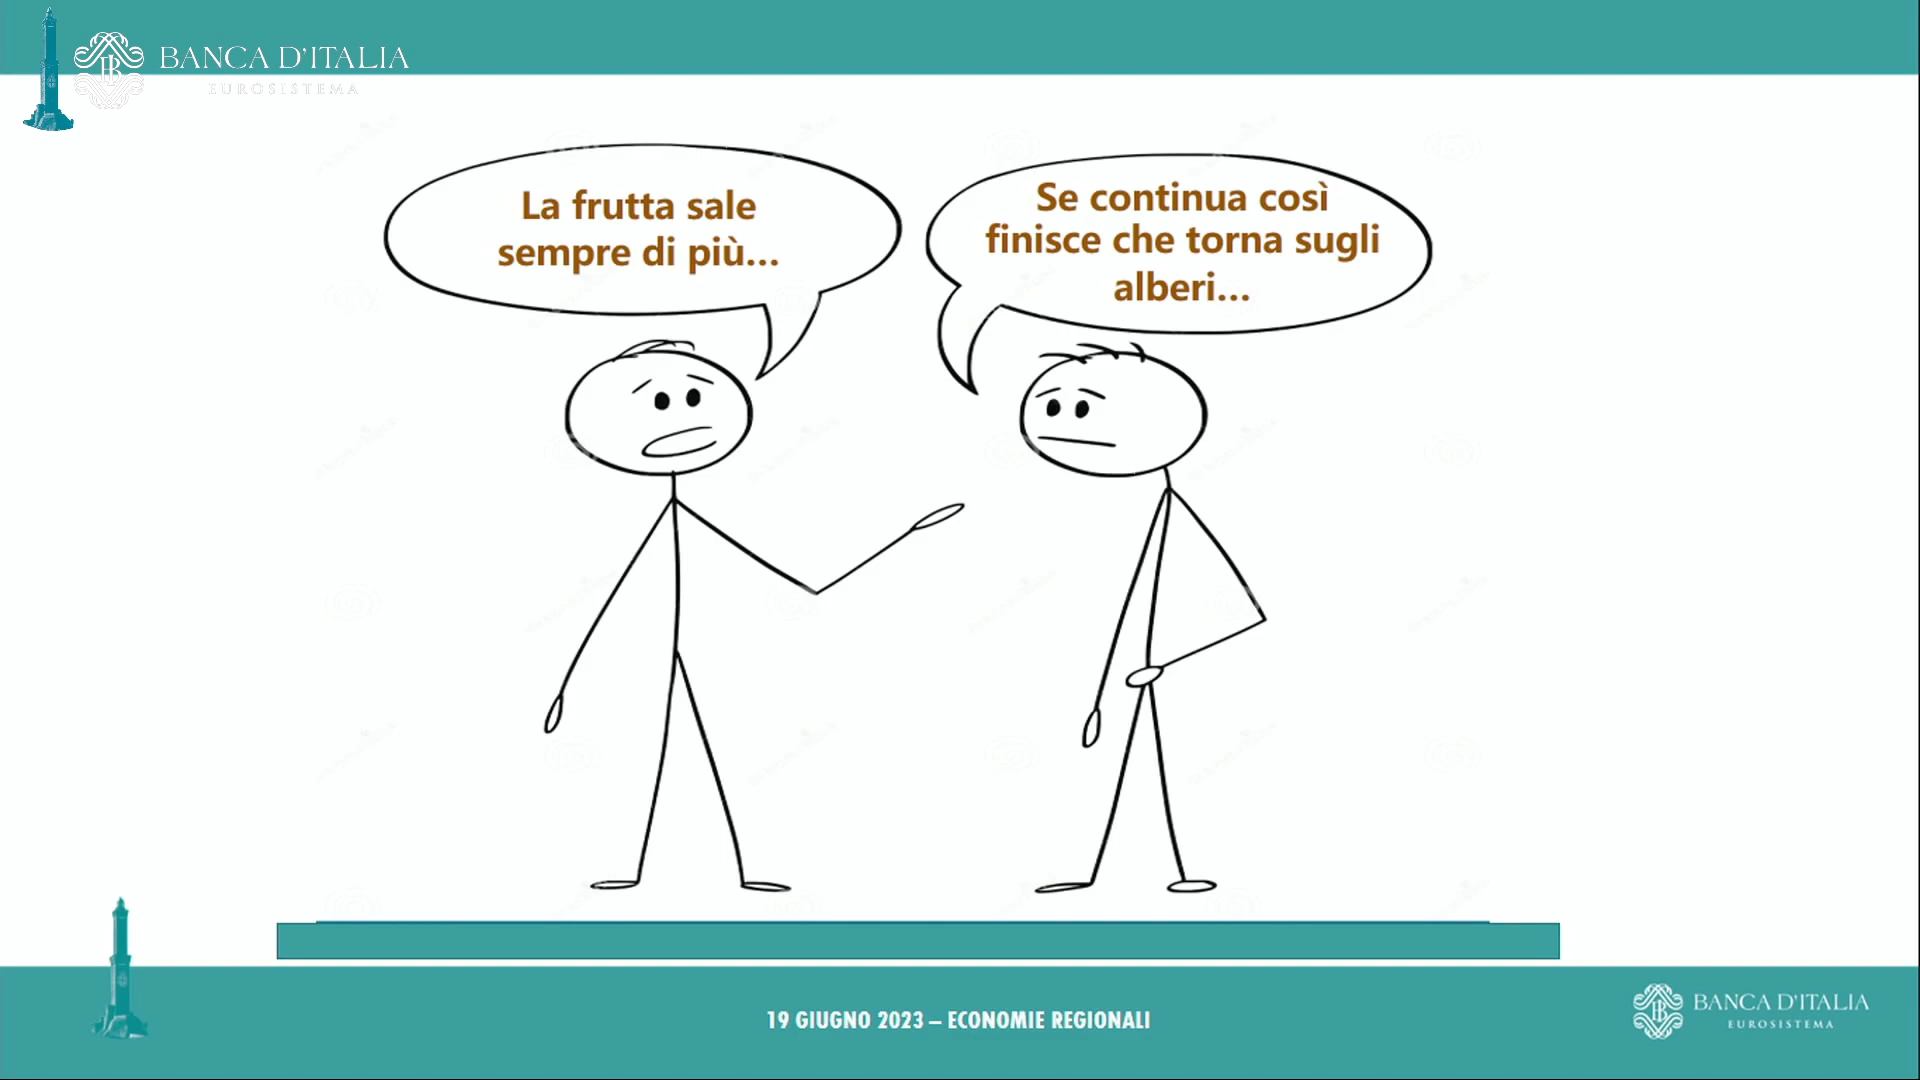 BANCA D'ITALIA
EUROSISTEMA
La frutta sale
sempre di più...
Se continua così
finisce che torna sugli
alberi...
19 GIUGNO 2023 – ECONOMIE REGIONALI
BANCA D'ITALIA
EUROSISTEMA